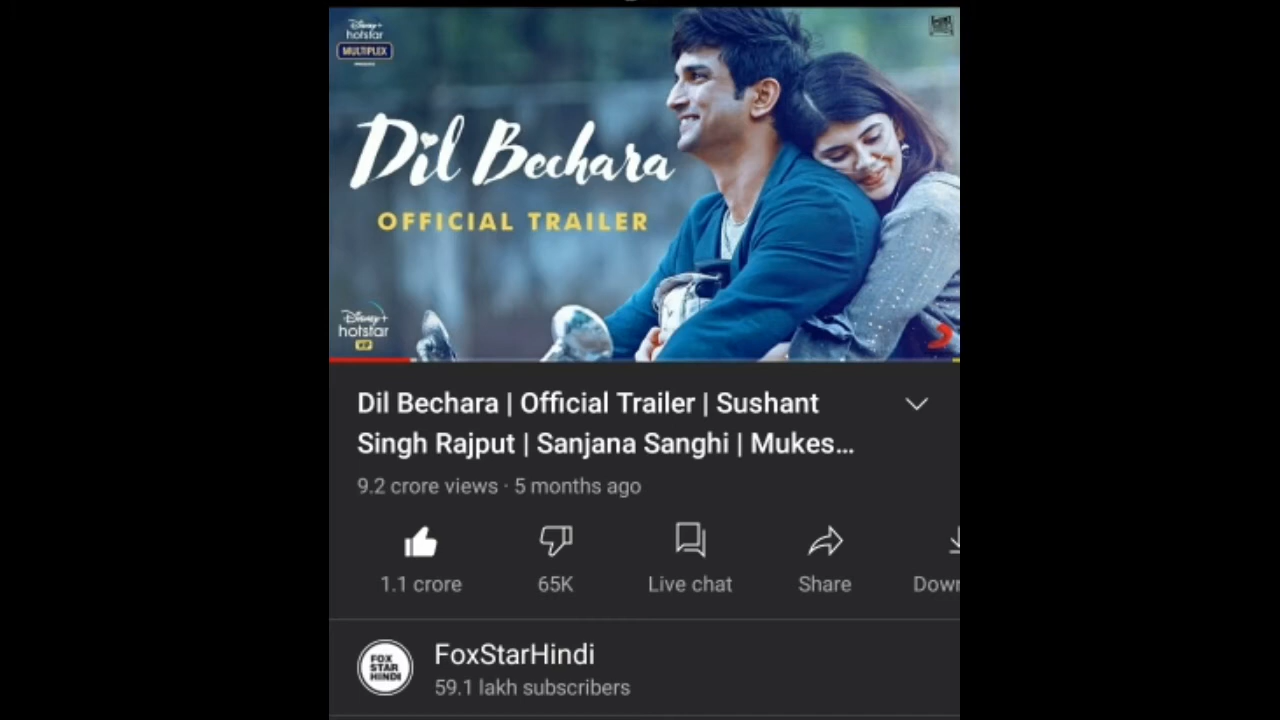 Disney+
hotstar
MULTIPLEX
Dil Bechara
OFFICIAL TRAILER
Disney+
hotstar
VIP
Dil Bechara | Official Trailer | Sushant
Singh Rajput | Sanjana Sanghi | Mukes...
9.2 crore views · 5 months ago
1.1 crore
65K
Live chat
Share
Down
FOX
STAR
HINDI
FoxStarHindi
59.1 lakh subscribers